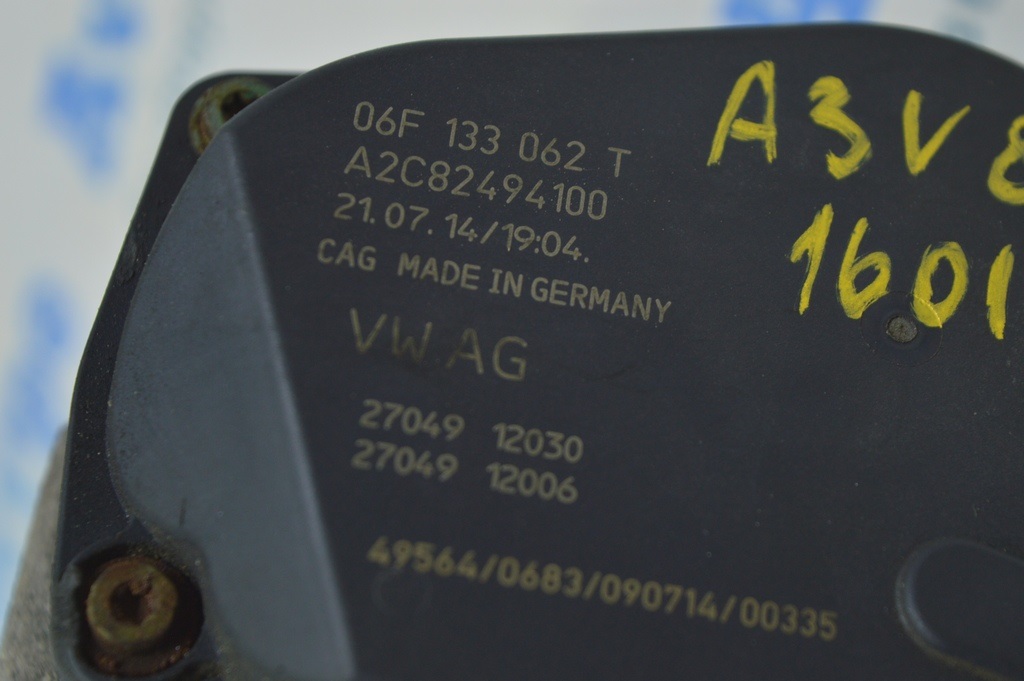 06F 133 062 T
A2C82494100
21.07.14/19:04.
CAG MADE IN GERMANY
VW AG
27049 12030
27049 12006
49564/0683/090714/00335
A3V8
1601